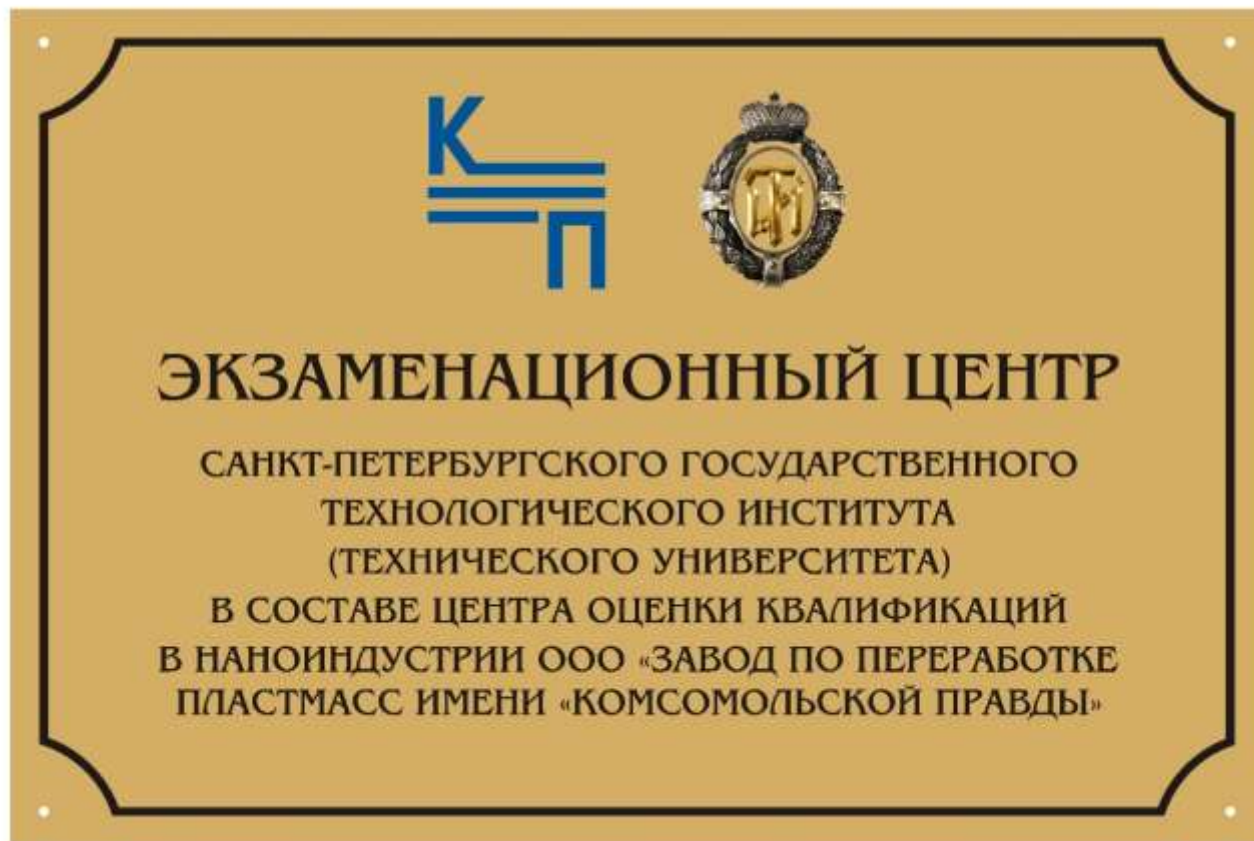 КП
ЭКЗАМЕНАЦИОННЫЙ ЦЕНТР
САНКТ-ПЕТЕРБУРГСКОГО ГОСУДАРСТВЕННОГО
ТЕХНОЛОГИЧЕСКОГО ИНСТИТУТА
(ТЕХНИЧЕСКОГО УНИВЕРСИТЕТА)
В СОСТАВЕ ЦЕНТРА ОЦЕНКИ КВАЛИФИКАЦИЙ
В НАНОИНДУСТРИИ ООО «ЗАВОД ПО ПЕРЕРАБОТКЕ
ПЛАСТМАСС ИМЕНИ «КОМСОМОЛЬСКОЙ ПРАВДЫ»